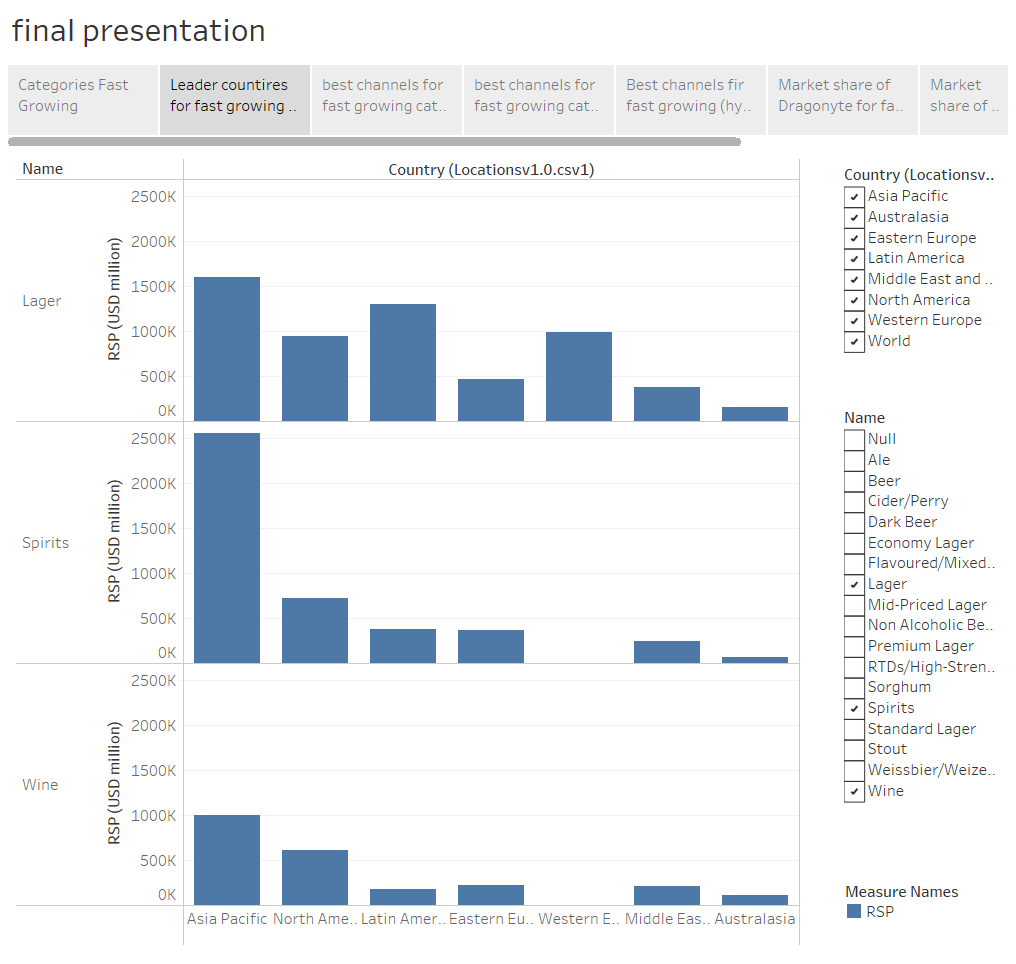 final presentation
Categories Fast
Growing
Leader countires
for fast growing ..
best channels for
fast growing cat..
best channels for
fast growing cat..
Best channels fir
fast growing (hy..
Market share of
Dragonyte for fa..
Market
share of ..
Name
Country (Locationsv1.0.csv1)
Lager
RSP (USD million)
2500K
2000K
1500K
1000K
500K
0K
Spirits
RSP (USD million)
2500K
2000K
1500K
1000K
500K
0K
Wine
RSP (USD million)
2500K
2000K
1500K
1000K
500K
0K
Asia Pacific North Ame.. Latin Amer.. Eastern Eu.. Western E.. Middle Eas.. Australasia
Country (Locationsv..
Asia Pacific
Australasia
Eastern Europe
Latin America
Middle East and ..
North America
Western Europe
World
Name
Null
Ale
Beer
Cider/Perry
Dark Beer
Economy Lager
Flavoured/Mixed..
Lager
Mid-Priced Lager
Non Alcoholic Be..
Premium Lager
RTDs/High-Stren..
Sorghum
Spirits
Standard Lager
Stout
Weissbier/Weize..
Wine
Measure Names
RSP